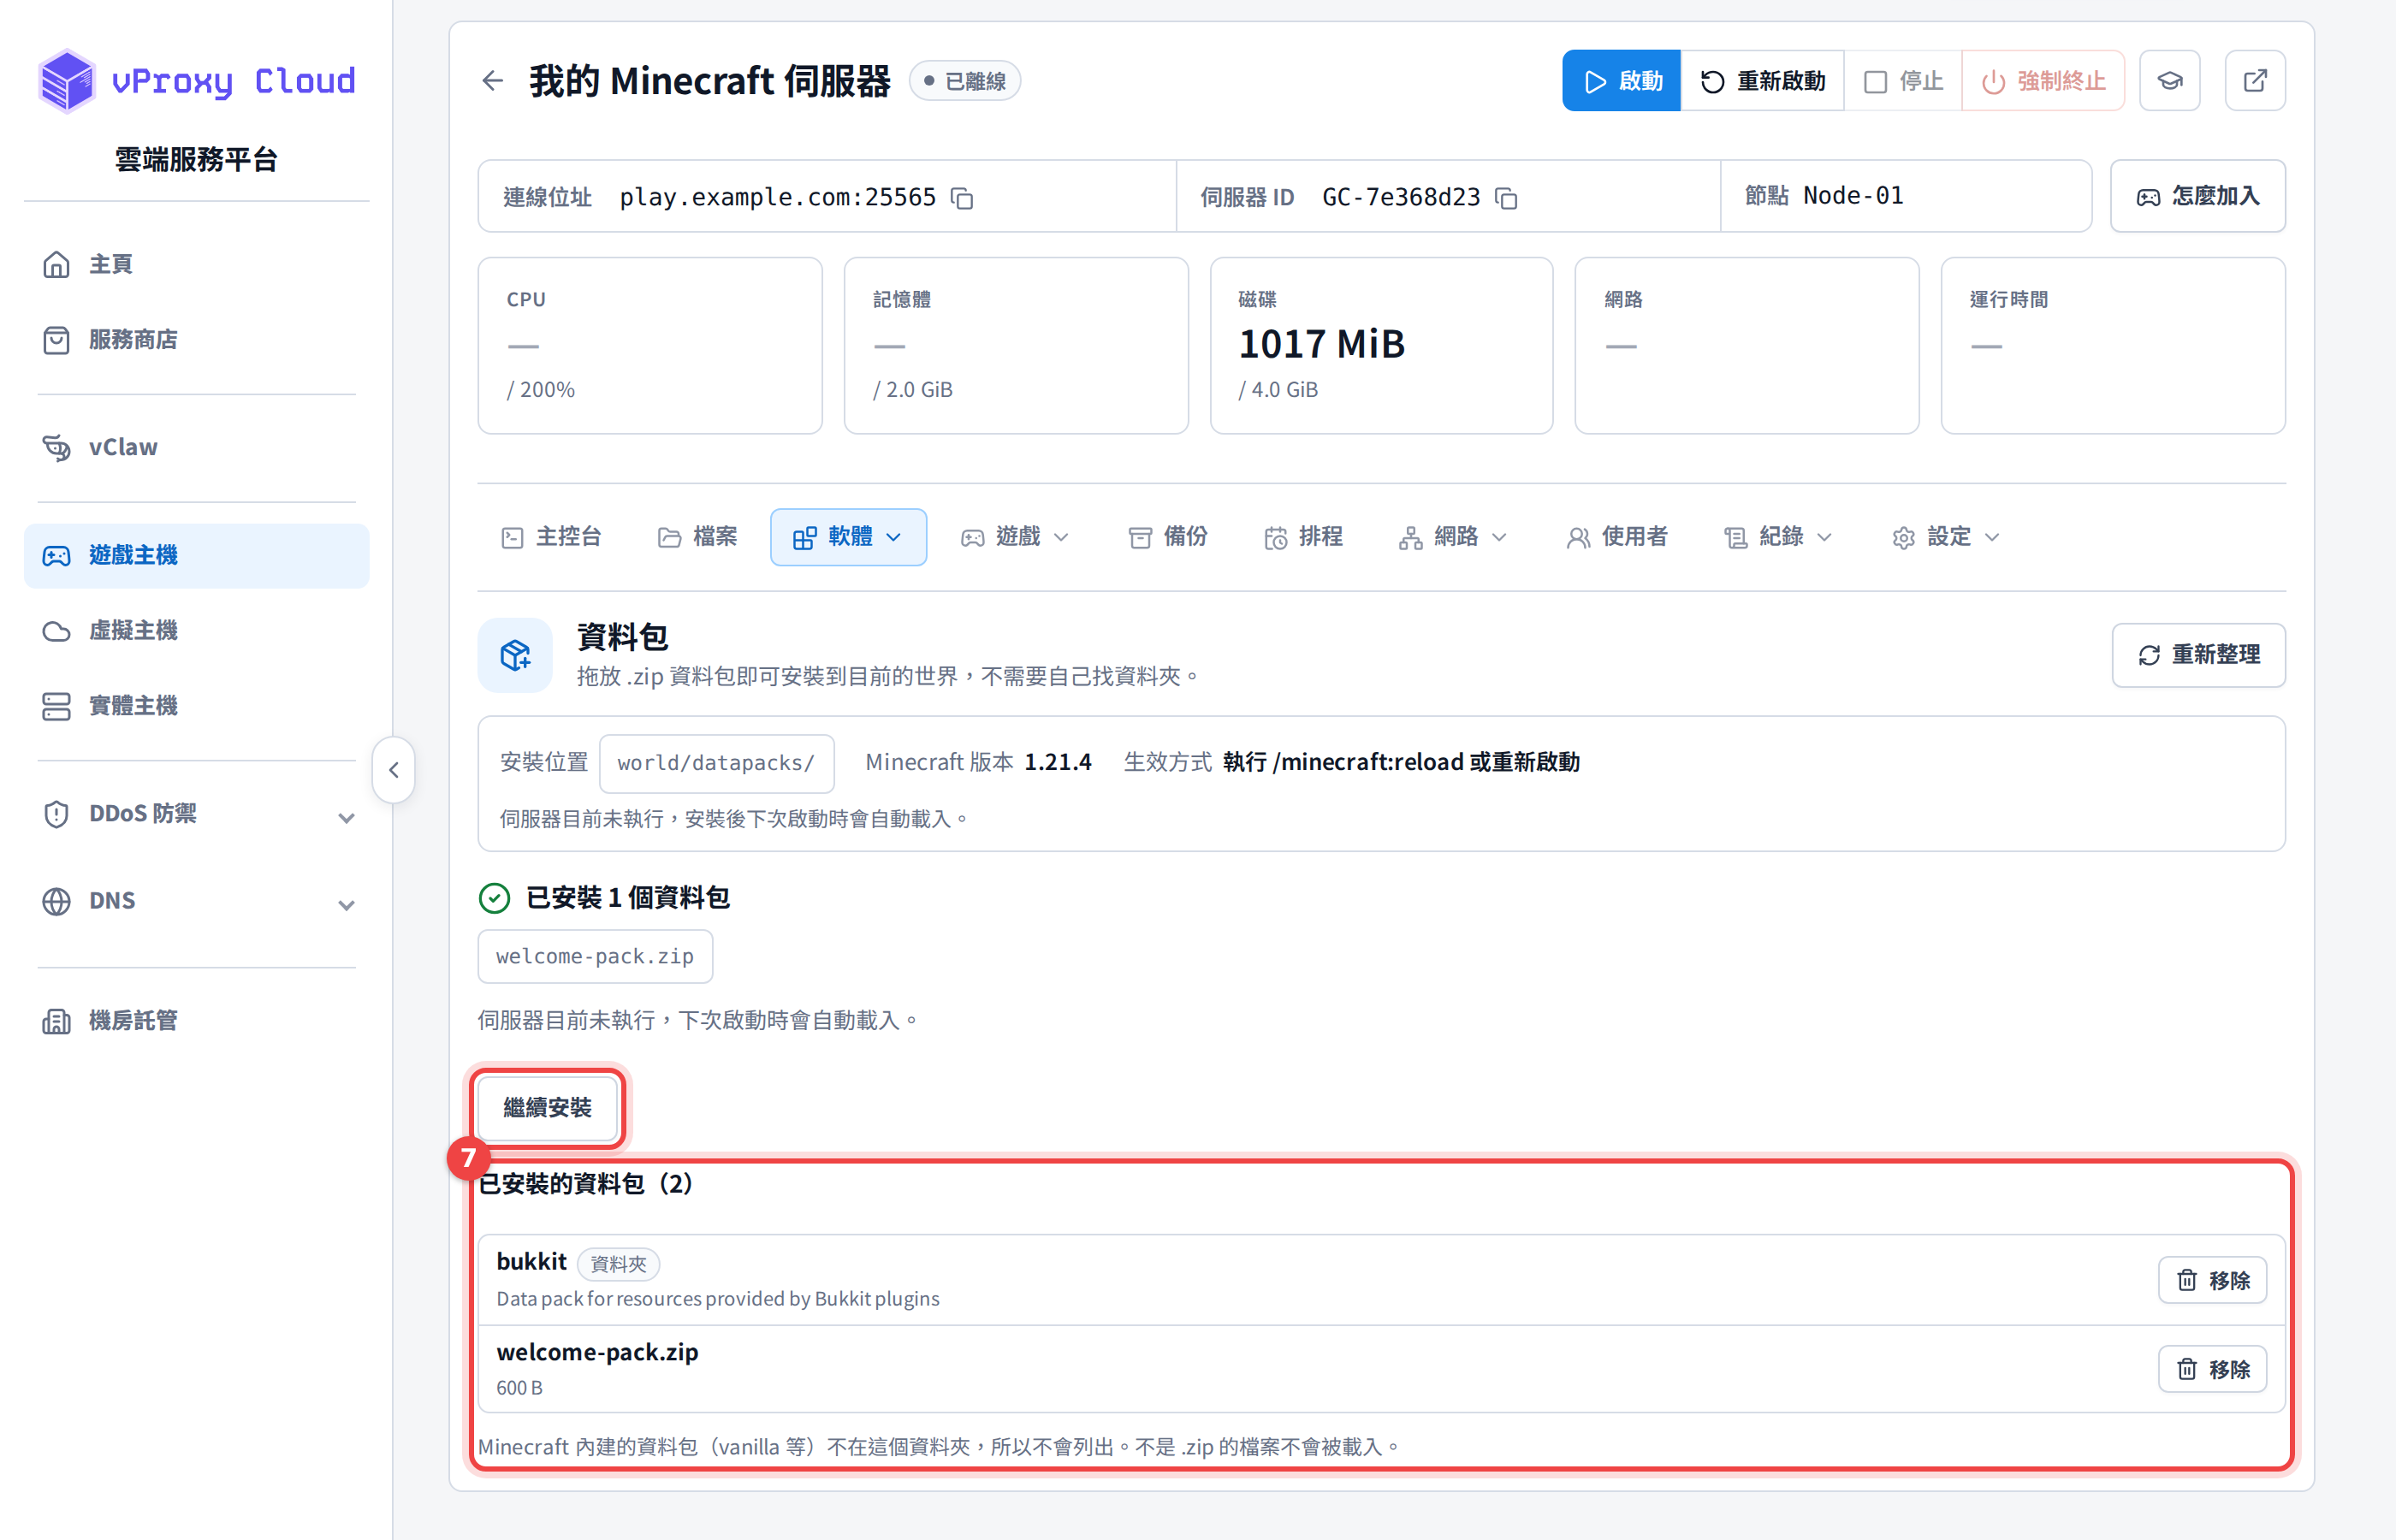 vProxy Cloud
雲端服務平台
主頁
服務商店
vClaw
遊戲主機
虛擬主機
實體主機
DDoS 防禦
DNS
機房託管
我的 Minecraft 伺服器
已離線
啟動
重新啟動
停止
強制終止
連線位址 play.example.com:25565
伺服器 ID GC-7e368d23
節點 Node-01
怎麼加入
CPU
—
/ 200%
記憶體
—
/ 2.0 GiB
磁碟
1017 MiB
/ 4.0 GiB
網路
—
運行時間
—
主控台
檔案
軟體
遊戲
備份
排程
網路
使用者
紀錄
設定
資料包
拖放 .zip 資料包即可安裝到目前的世界，不需要自己找資料夾。
重新整理
安裝位置 world/datapacks/ Minecraft 版本 1.21.4 生效方式 執行 /minecraft:reload 或重新啟動
伺服器目前未執行，安裝後下次啟動時會自動載入。
已安裝 1 個資料包
welcome-pack.zip
伺服器目前未執行，下次啟動時會自動載入。
繼續安裝
7
已安裝的資料包（2）
bukkit 資料夾
Data pack for resources provided by Bukkit plugins
移除
welcome-pack.zip
600 B
移除
Minecraft 內建的資料包（vanilla 等）不在這個資料夾，所以不會列出。不是 .zip 的檔案不會被載入。